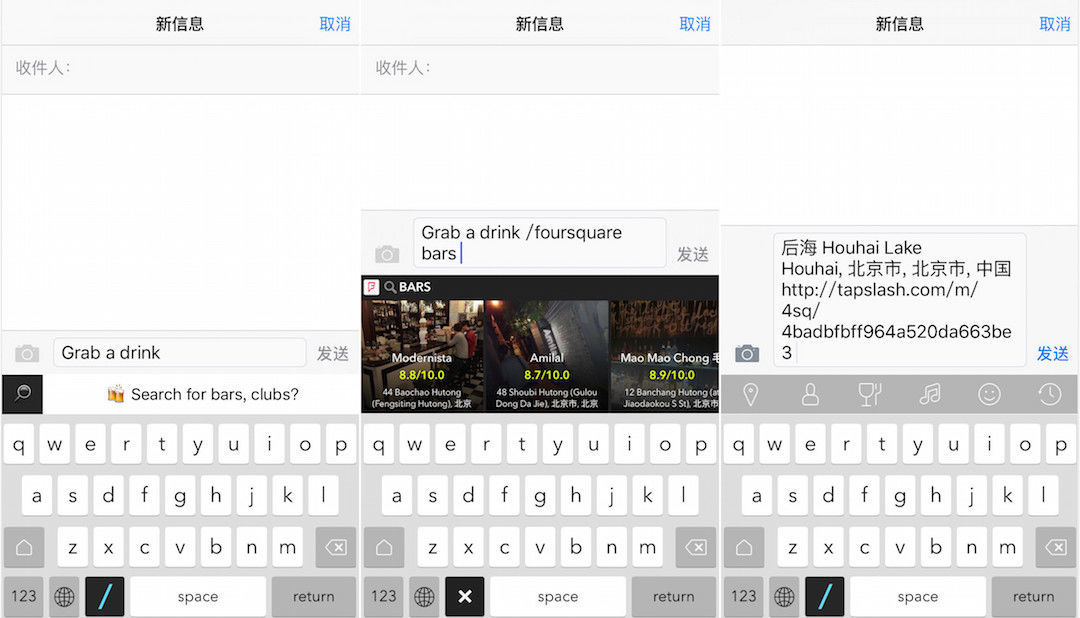 新信息
取消
收件人:
Grab a drink
发送
🍻 Search for bars, clubs?
q w e r t y u i o p
a s d f g h j k l
z x c v b n m
123
/
space
return
新信息
取消
收件人:
Grab a drink /foursquare
bars
发送
BARS
Modernista
8.8/10.0
44 Baochao Hutong
(Fengsiting Hutong), 北京
Amilal
8.7/10.0
48 Shoubi Hutong (Gulou
Dong Da Jie), 北京市, 北京
Mao Mao Chong 毛
8.9/10.0
12 Banchang Hutong (at
Jiaodaokou S St), 北京市
q w e r t y u i o p
a s d f g h j k l
z x c v b n m
123
space
return
新信息
取消
后海 Houhai Lake
Houhai, 北京市, 北京市, 中国
http://tapslash.com/m/
4sq/
4badbfbff964a520da663be
3
发送
q w e r t y u i o p
a s d f g h j k l
z x c v b n m
123
/
space
return